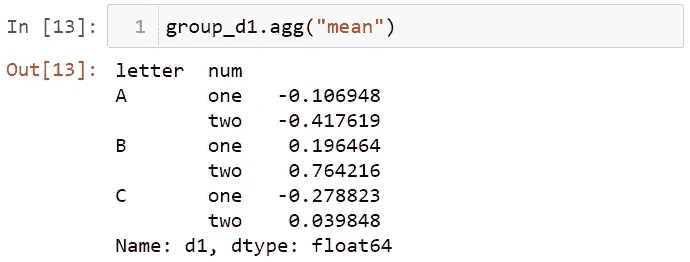 In [13]: 1 group_d1.agg("mean")
Out[13]: letter num
A one -0.106948
two -0.417619
B one 0.196464
two 0.764216
C one -0.278823
two 0.039848
Name: d1, dtype: float64